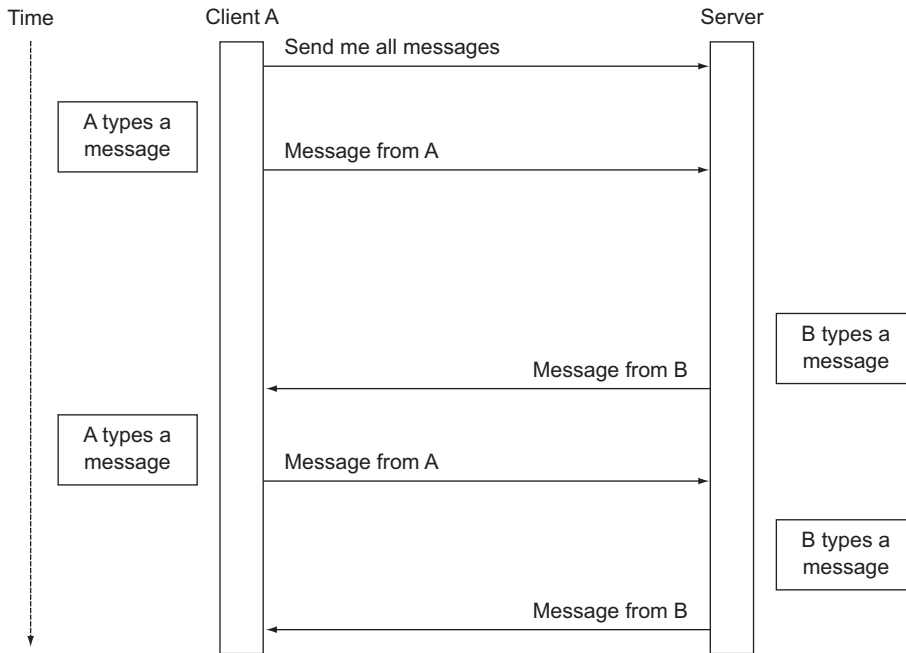 Time
Client A
Server
Send me all messages
A types a
message
Message from A
B types a
message
Message from B
A types a
message
Message from A
B types a
message
Message from B